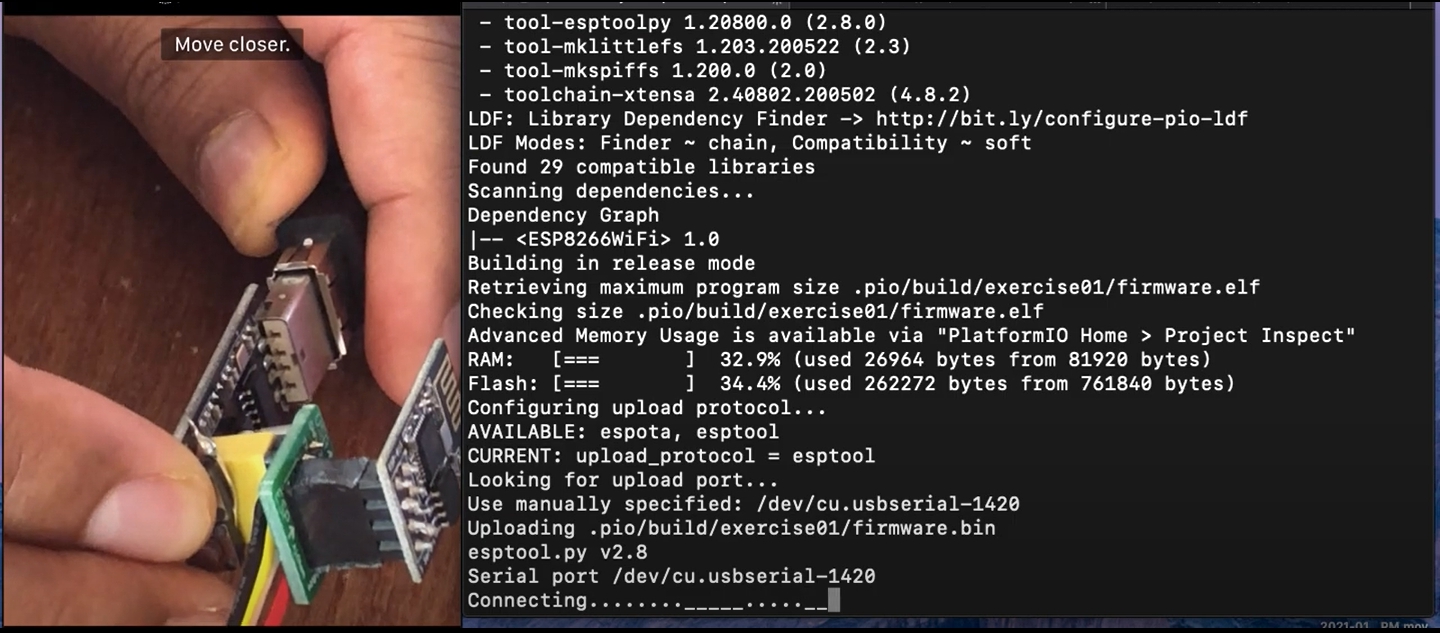 Move closer.
- tool-esptoolpy 1.20800.0 (2.8.0)
- tool-mklittlefs 1.203.200522 (2.3)
- tool-mkspiffs 1.200.0 (2.0)
- toolchain-xtensa 2.40802.200502 (4.8.2)
LDF: Library Dependency Finder -> http://bit.ly/configure-pio-ldf
LDF Modes: Finder ~ chain, Compatibility ~ soft
Found 29 compatible libraries
Scanning dependencies...
Dependency Graph
|-- <ESP8266WiFi> 1.0
Building in release mode
Retrieving maximum program size .pio/build/exercise01/firmware.elf
Checking size .pio/build/exercise01/firmware.elf
Advanced Memory Usage is available via "PlatformIO Home > Project Inspect"
RAM:   [===       ]  32.9% (used 26964 bytes from 81920 bytes)
Flash: [===       ]  34.4% (used 262272 bytes from 761840 bytes)
Configuring upload protocol...
AVAILABLE: espota, esptool
CURRENT: upload_protocol = esptool
Looking for upload port...
Use manually specified: /dev/cu.usbserial-1420
Uploading .pio/build/exercise01/firmware.bin
esptool.py v2.8
Serial port /dev/cu.usbserial-1420
Connecting........_____.....__